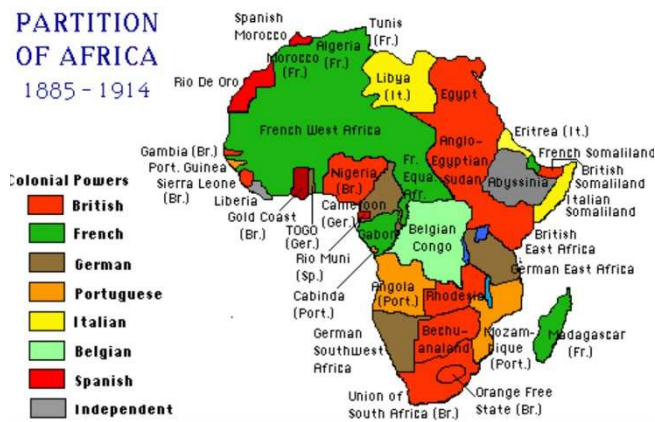 PARTITION
OF AFRICA
1885-1914
Spanish
Morocco
Tunis
(Fr.)
Algeria
(Fr.)
Morocco
(Fr.)
Rio De Oro
Libya
(It.)
Egypt
French West Africa
Anglo-
Egyptian
Sudan
Eritrea (It.)
French Somaliland
British
Somaliland
Italian
Somaliland
Abyssinia
Gambia (Br.)
Port. Guinea
Sierra Leone
(Br.)
Liberia
Gold Coast
(Br.)
TOGO
(Ger.)
Nigeria
(Br.)
Cameroon
(Ger.)
Fr.
Equa.
Afr.
Rio Muni
(Sp.)
Gabon
Cabinda
(Port.)
Belgian
Congo
British
East Africa
German East Africa
Angola
(Port.)
Rhodesia
German
Southwest
Africa
Bechu-
analand
Mozam-
bique
(Port.)
Madagascar
(Fr.)
Union of
South Africa (Br.)
Orange Free
State (Br.)
Colonial Powers
British
French
German
Portuguese
Italian
Belgian
Spanish
Independent